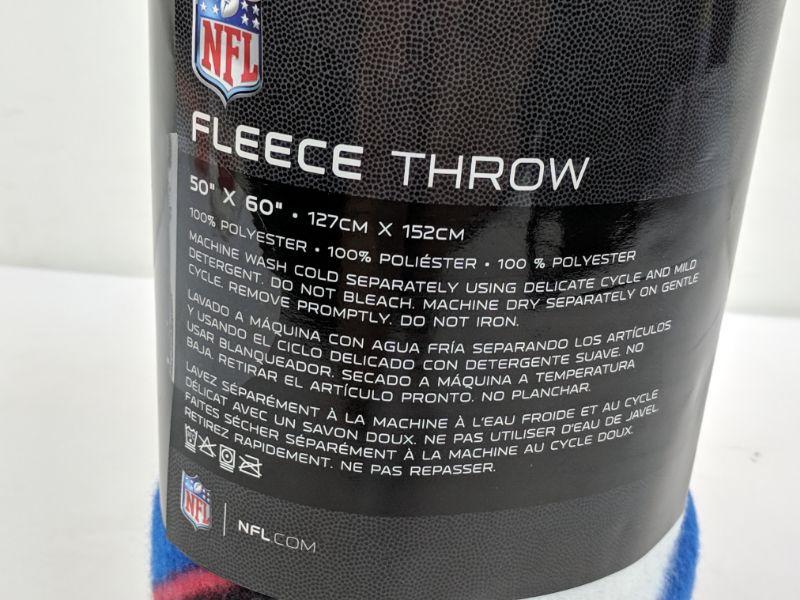 NFL
FLEECE THROW
50" X 60" • 127CM X 152CM
100% POLYESTER • 100% POLIÉSTER • 100 % POLYESTER
MACHINE WASH COLD SEPARATELY USING DELICATE CYCLE AND MILD
DETERGENT. DO NOT BLEACH. MACHINE DRY SEPARATELY ON GENTLE
CYCLE. REMOVE PROMPTLY. DO NOT IRON.
LAVADO A MÁQUINA CON AGUA FRÍA SEPARANDO LOS ARTÍCULOS
Y USANDO EL CICLO DELICADO CON DETERGENTE SUAVE. NO
USAR BLANQUEADOR. SECADO A MÁQUINA A TEMPERATURA
BAJA. RETIRAR EL ARTÍCULO PRONTO. NO PLANCHAR.
LAVEZ SÉPARÉMENT À LA MACHINE À L'EAU FROIDE ET AU CYCLE
DÉLICAT AVEC UN SAVON DOUX. NE PAS UTILISER D'EAU DE JAVEL.
FAITES SÉCHER SÉPARÉMENT À LA MACHINE AU CYCLE DOUX.
RETIREZ RAPIDEMENT. NE PAS REPASSER.
NFL
NFL.COM